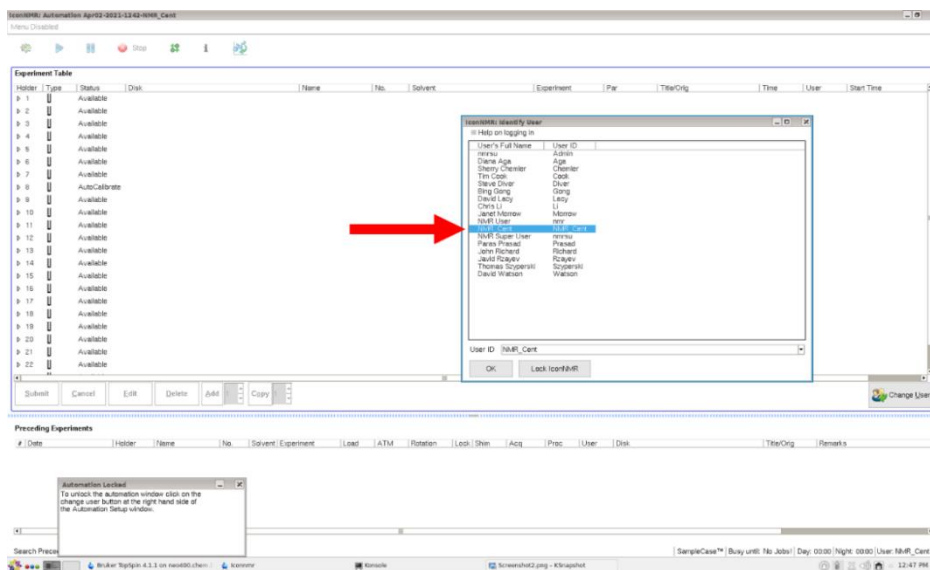 IconNMR: Automation Apr02-2021-1242-NMR_Cent
Menu Disabled
Stop
Experiment Table
Holder Type Status Disk Name No. Solvent Experiment Par Title/Orig Time User Start Time
1 Available
2 Available
3 Available
4 Available
5 Available
6 Available
7 Available
8 AutoCalibrate
9 Available
10 Available
11 Available
12 Available
13 Available
14 Available
15 Available
16 Available
17 Available
18 Available
19 Available
20 Available
21 Available
22 Available
IconNMR: Identify User
Help on logging in
User's Full Name User ID
nmrsu Admin
Diana Aga Aga
Sherry Chemler Chemler
Tim Cook Cook
Steve Diver Diver
Bing Gong Gong
David Lacy Lacy
Chris Li Li
Janet Morrow Morrow
NMR User nmr
NMR_Cent NMR_Cent
NMR Super User nmrsu
Paras Prasad Prasad
John Richard Richard
Javid Rzayev Rzayev
Thomas Szyperski Szyperski
David Watson Watson
User ID NMR_Cent
OK Lock IconNMR
Submit Cancel Edit Delete Add Copy Change User
Preceding Experiments
# Date Holder Name No. Solvent Experiment Load ATM Rotation Lock Shim Acq Proc User Disk Title/Orig Remarks
Automation Locked
To unlock the automation window click on the
change user button at the right hand side of
the Automation Setup window.
Search Prece
SampleCase™ Busy until: No Jobs! Day: 00:00 Night: 00:00 User: NMR_Cent
Bruker TopSpin 4.1.1 on neo400.chem Iconnmr Konsole Screenshot2.png - KSnapshot 12:47 PM